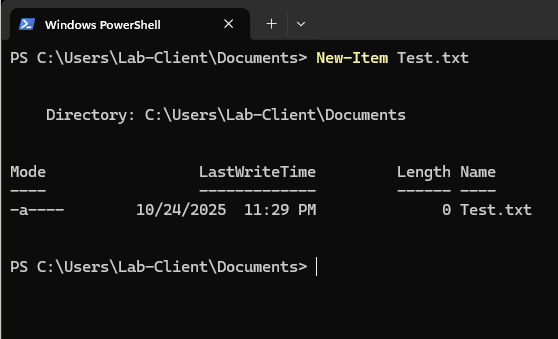 Windows PowerShell
PS C:\Users\Lab-Client\Documents> New-Item Test.txt
Directory: C:\Users\Lab-Client\Documents
Mode LastWriteTime Length Name
---- ------------- ------ ----
-a---- 10/24/2025 11:29 PM 0 Test.txt
PS C:\Users\Lab-Client\Documents>